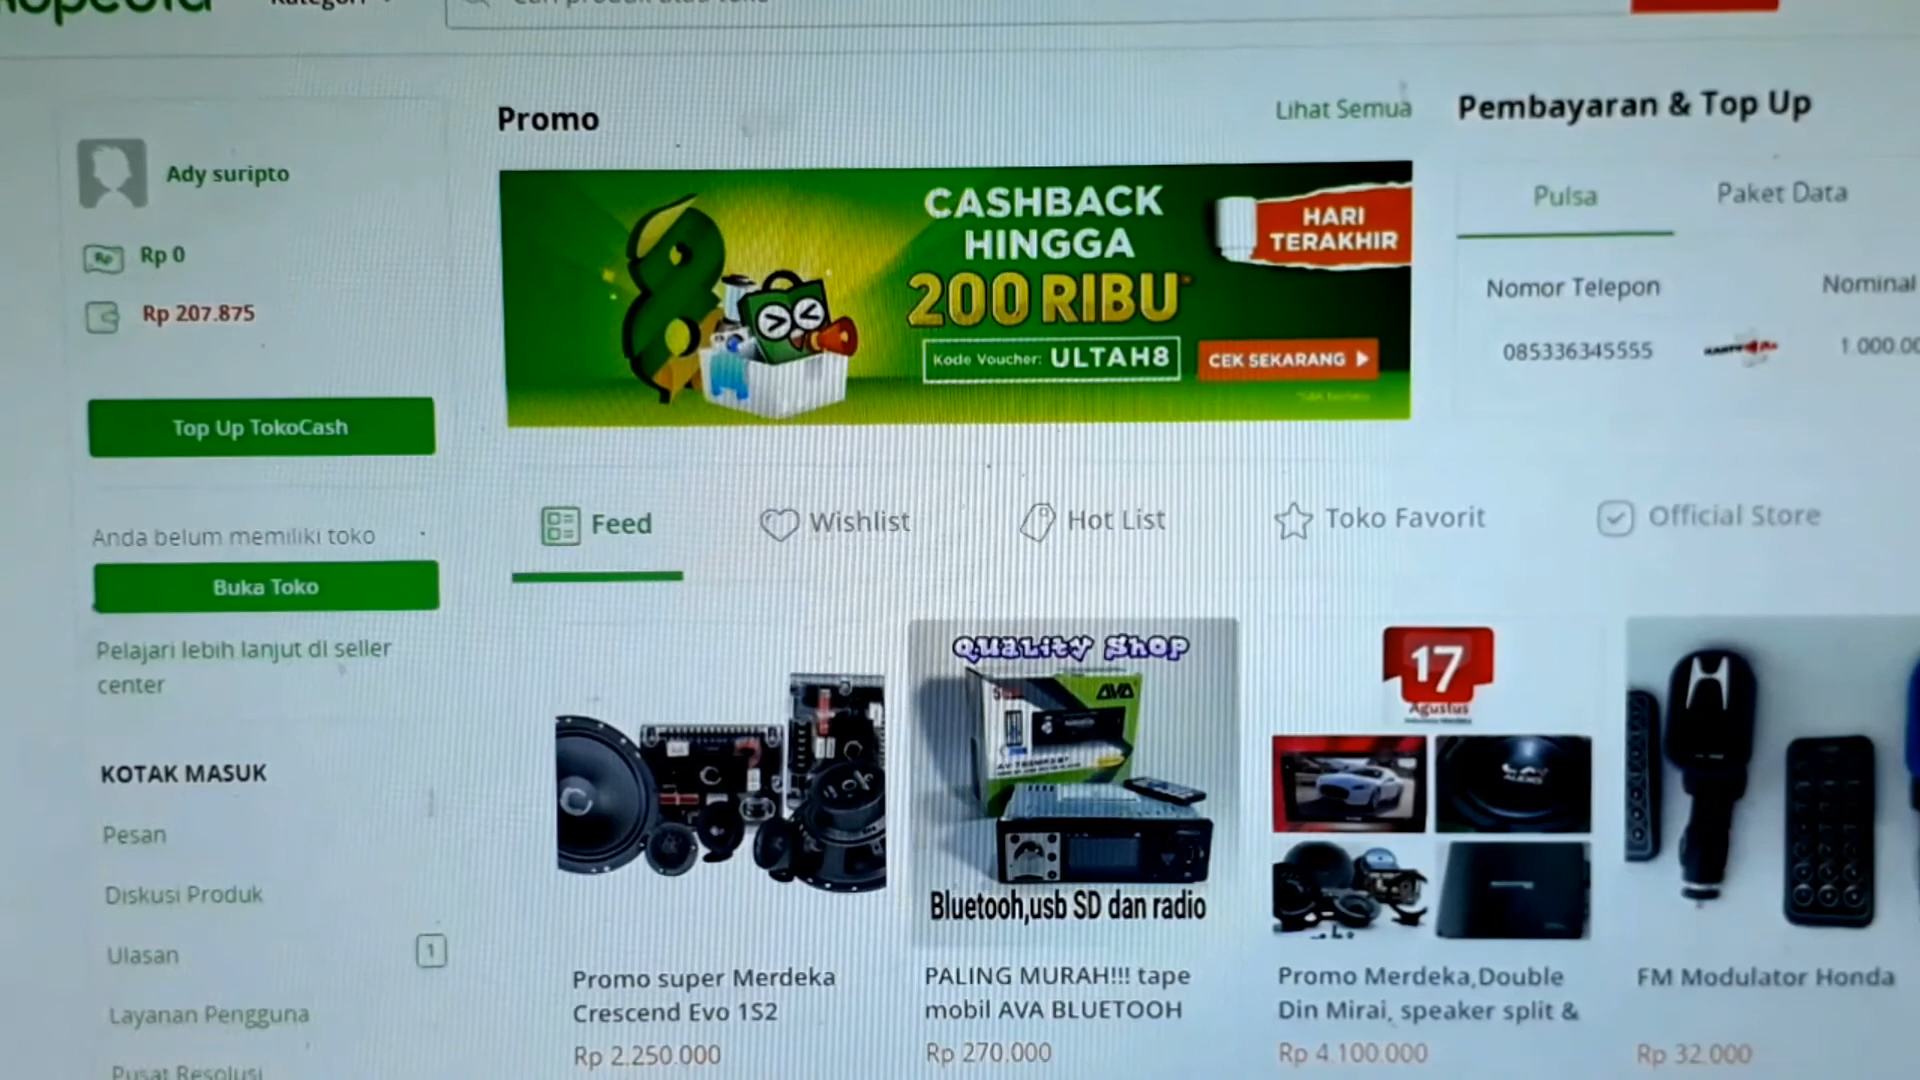 Promo
Lihat Semua
Pembayaran & Top Up
Ady suripto
Rp 0
Rp 207.875
Top Up TokoCash
Anda belum memiliki toko
Buka Toko
Pelajari lebih lanjut di seller
center
KOTAK MASUK
Pesan
Diskusi Produk
Ulasan
1
Layanan Pengguna
Pusat Resolusi
CASHBACK
HINGGA
200 RIBU*
Kode Voucher: ULTAH8
CEK SEKARANG
HARI
TERAKHIR
Pulsa
Paket Data
Nomor Telepon
Nominal
085336345555
Feed
Wishlist
Hot List
Toko Favorit
Official Store
Promo super Merdeka
Crescend Evo 1S2
Rp 2.250.000
QUALITY SHOP
AVA
Bluetooh,usb SD dan radio
PALING MURAH!!! tape
mobil AVA BLUETOOH
Rp 270.000
17
Agustus
Promo Merdeka,Double
Din Mirai, speaker split &
Rp 4.100.000
FM Modulator Honda
Rp 32.000